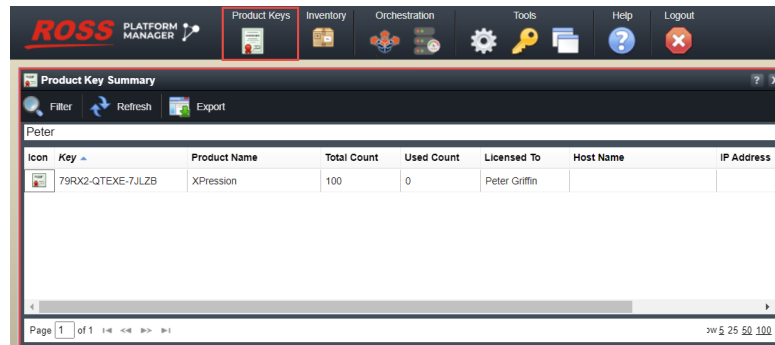 Product Keys Inventory Orchestration Tools Help Logout
ROSS PLATFORM MANAGER
Product Key Summary ?
Filter Refresh Export
Peter
Icon Key Product Name Total Count Used Count Licensed To Host Name IP Address
79RX2-QTEXE-7JLZB XPression 100 0 Peter Griffin
Page 1 of 1 5 25 50 100